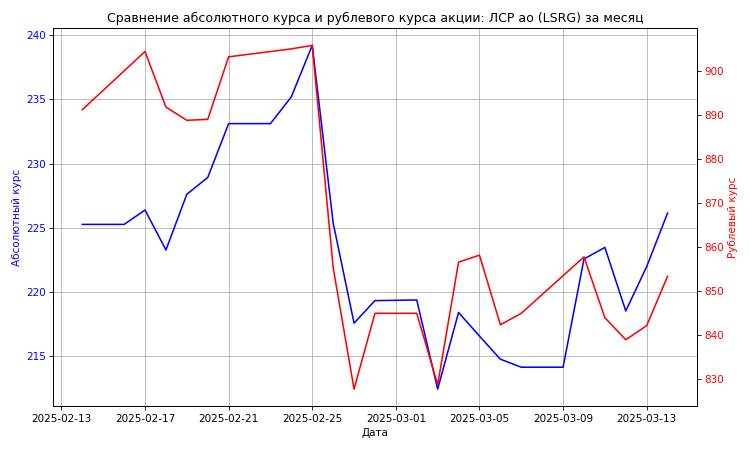 Сравнение абсолютного курса и рублевого курса акции: ЛСР ао (LSRG) за месяц
240
235
230
225
220
215
Абсолютный курс
900
890
880
870
860
850
840
830
Рублевый курс
2025-02-13 2025-02-17 2025-02-21 2025-02-25 2025-03-01 2025-03-05 2025-03-09 2025-03-13
Дата